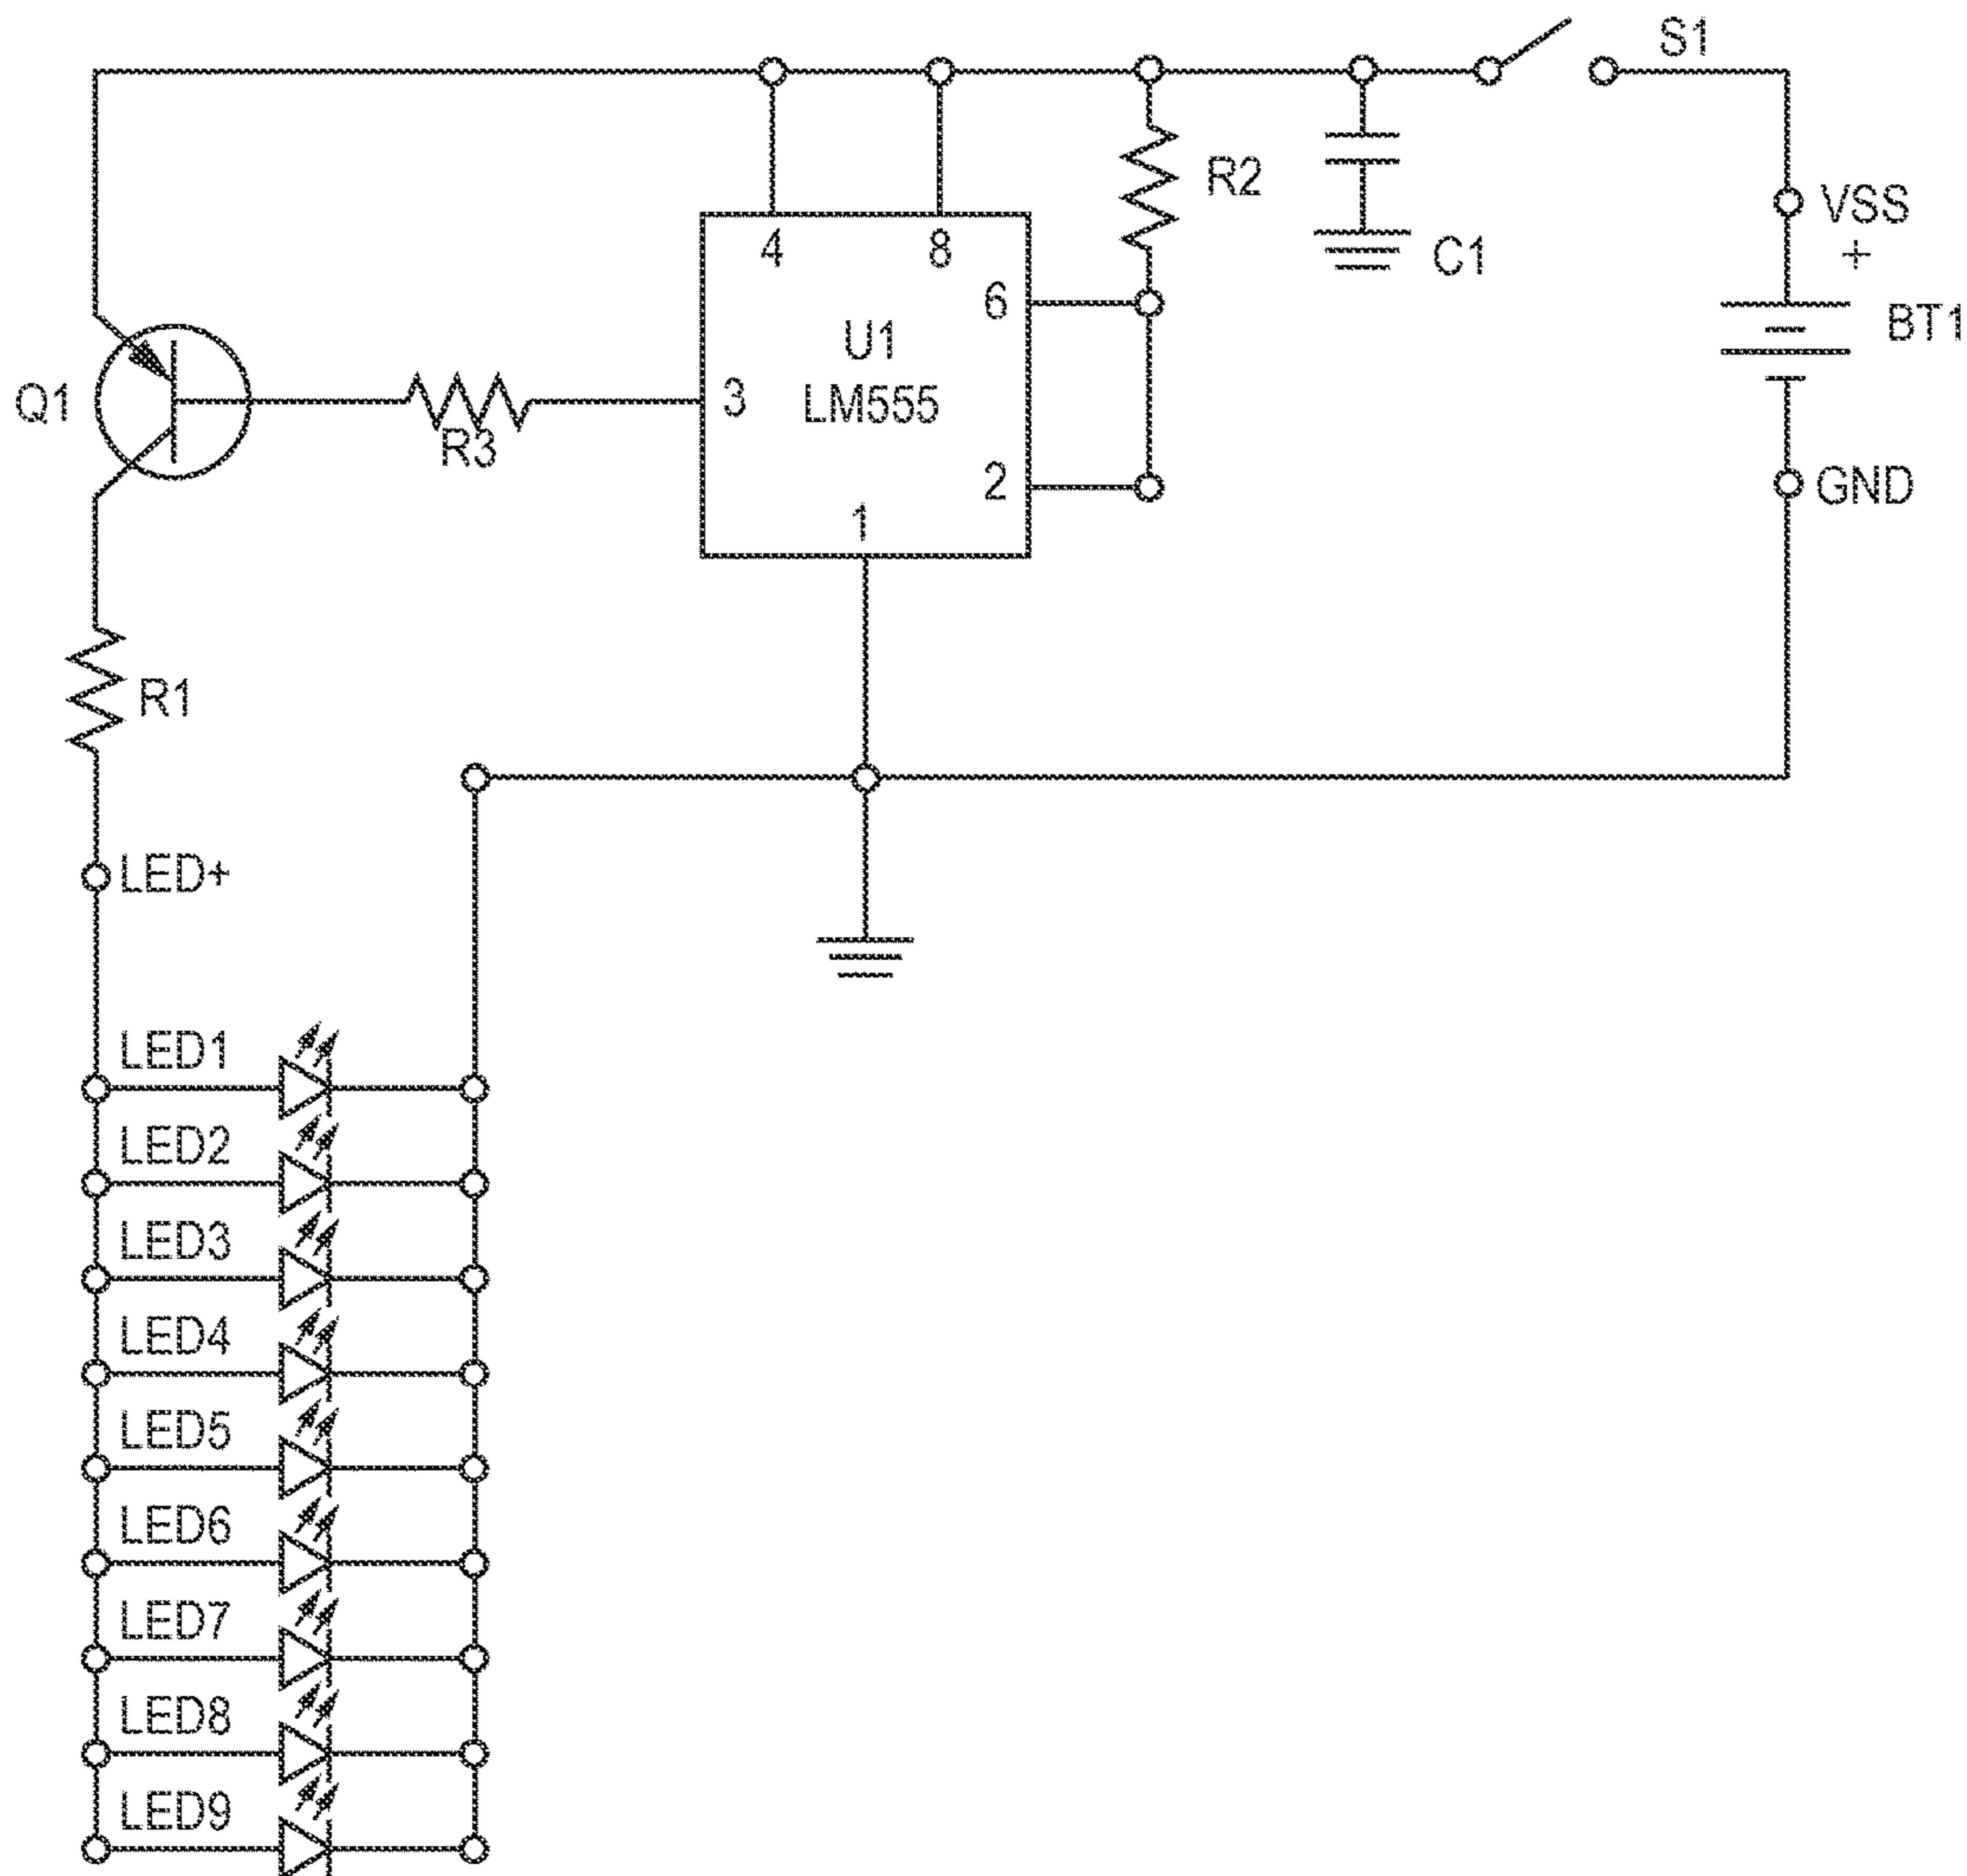 S1
R2
VSS
+
4
8
C1
6
BT1
U1
Q1
3
LM555
R3
2
GND
1
R1
LED+
LED1
LED2
LED3
LED4
LED5
LED6
LED7
LED8
LED9